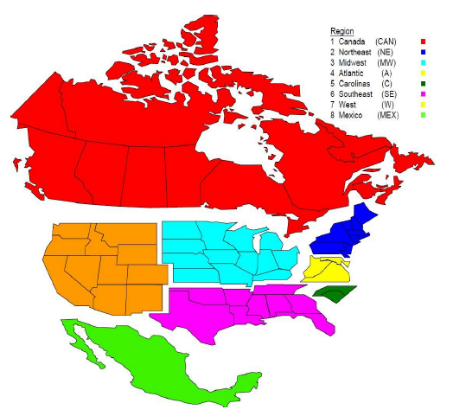 Region
1 Canada (CAN)
2 Northeast (NE)
3 Midwest (MW)
4 Atlantic (A)
5 Carolinas (C)
6 Southeast (SE)
7 West (W)
8 Mexico (MEX)